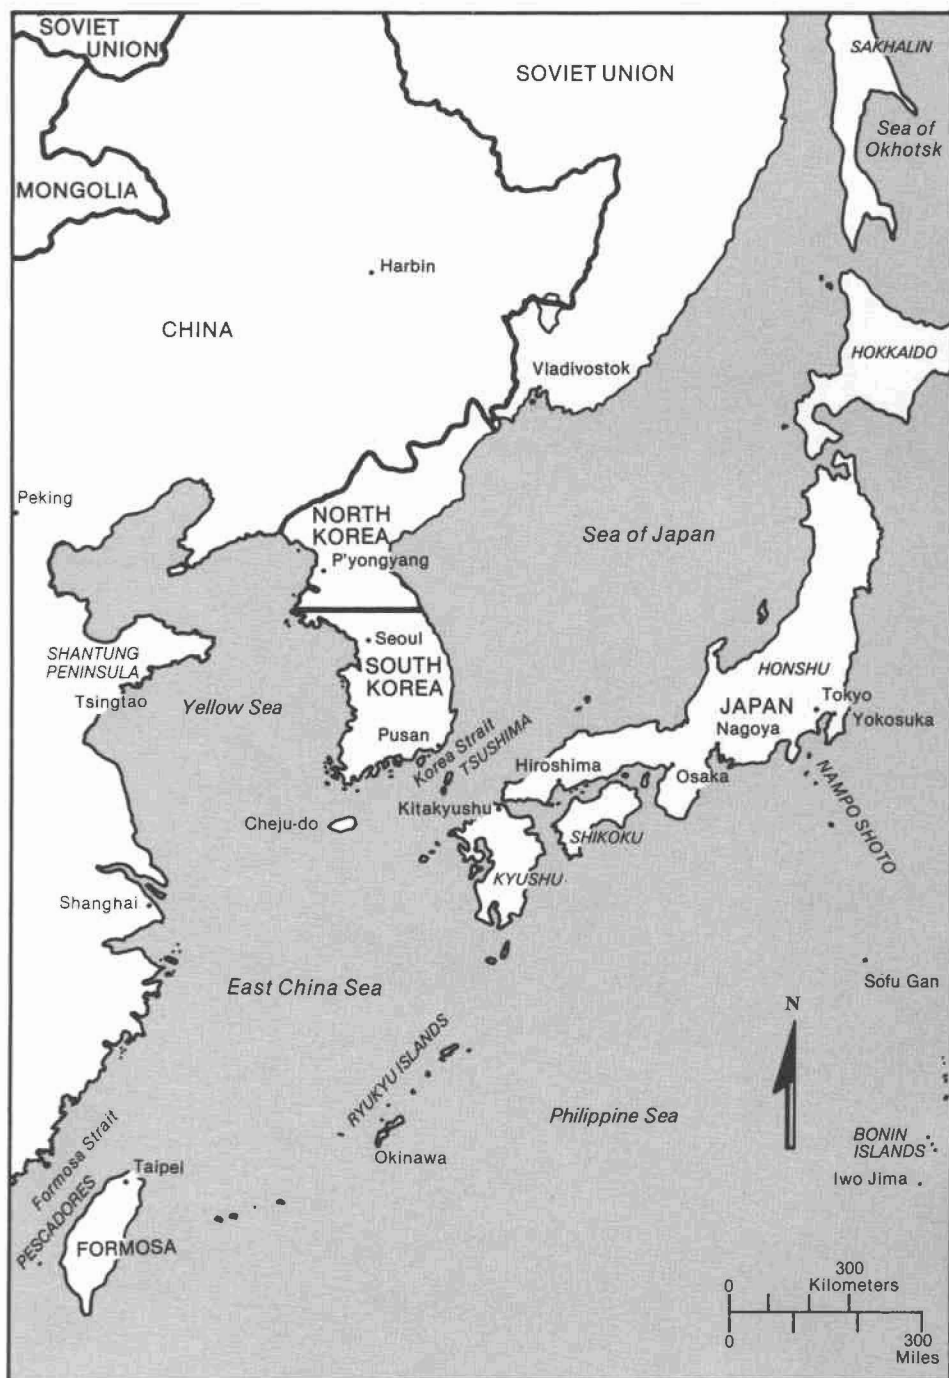 SOVIET
UNION
SOVIET UNION
SAKHALIN
Sea of
Okhotsk
MONGOLIA
Harbin
CHINA
HOKKAIDO
Vladivostok
Peking
NORTH
KOREA
P'yongyang
Sea of Japan
Seoul
SHANTUNG
PENINSULA
SOUTH
KOREA
HONSHU
Tsingtao
Yellow Sea
JAPAN
Tokyo
Nagoya
Yokosuka
Pusan
Korea Strait
TSUSHIMA
Hiroshima
Osaka
NAMPO SHOTO
Kitakyushu
Cheju-do
SHIKOKU
KYUSHU
Shanghai
East China Sea
Sofu Gan
N
RYUKYU ISLANDS
Philippine Sea
Okinawa
BONIN
ISLANDS
Iwo Jima
Formosa Strait
Taipei
PESCADORES
FORMOSA
0 300
Kilometers
0 300
Miles